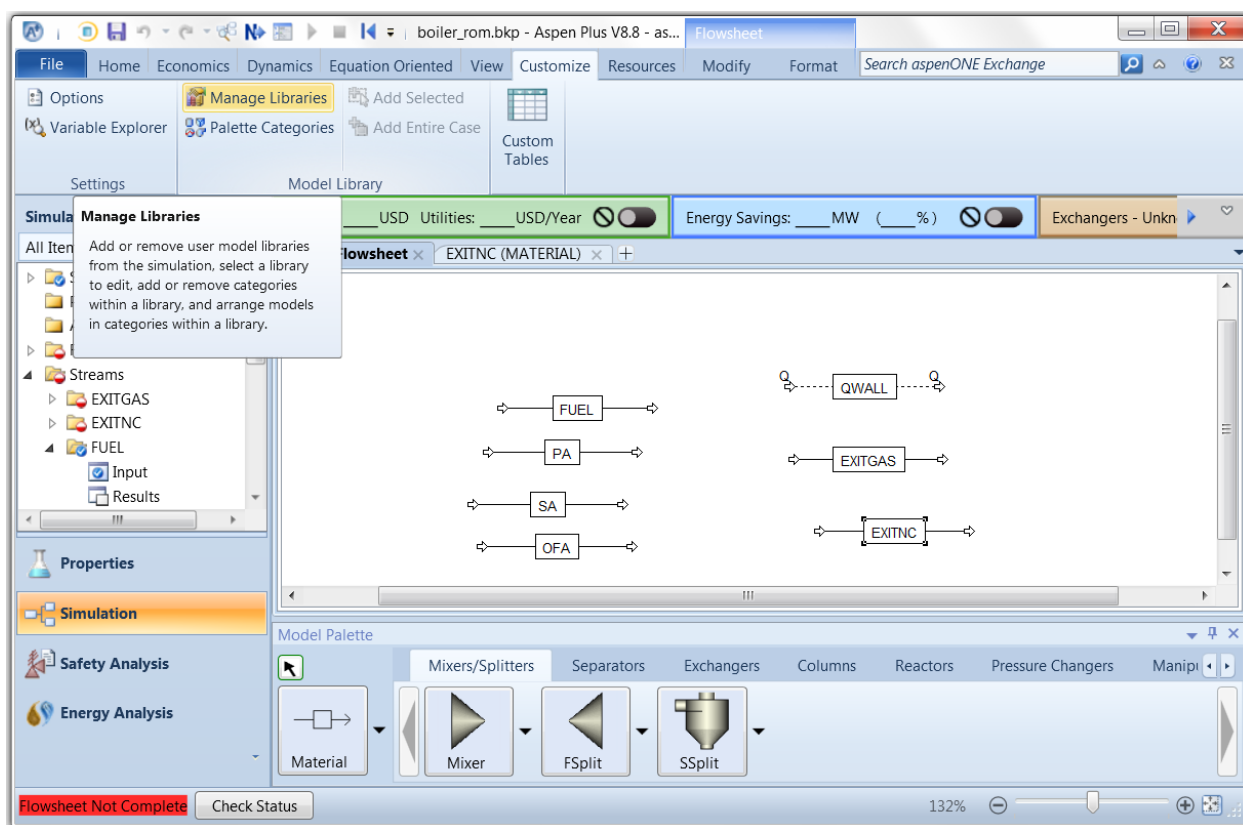 boiler_rom.bkp - Aspen Plus V8.8 - as...
Flowsheet
File Home Economics Dynamics Equation Oriented View Customize Resources Modify Format Search aspenONE Exchange
Options
Manage Libraries
Add Selected
Variable Explorer
Palette Categories
Add Entire Case
Custom
Tables
Settings
Model Library
Simula
Manage Libraries
Add or remove user model libraries
from the simulation, select a library
to edit, add or remove categories
within a library, and arrange models
in categories within a library.
____USD Utilities: ____USD/Year
Energy Savings: ____MW (____%)
Exchangers - Unkn
All Iten
Flowsheet
EXITNC (MATERIAL)
Streams
EXITGAS
EXITNC
FUEL
Input
Results
FUEL
PA
SA
OFA
Q
QWALL
Q
EXITGAS
EXITNC
Properties
Simulation
Safety Analysis
Energy Analysis
Model Palette
Mixers/Splitters Separators Exchangers Columns Reactors Pressure Changers Manip
Material
Mixer
FSplit
SSplit
Flowsheet Not Complete
Check Status
132%